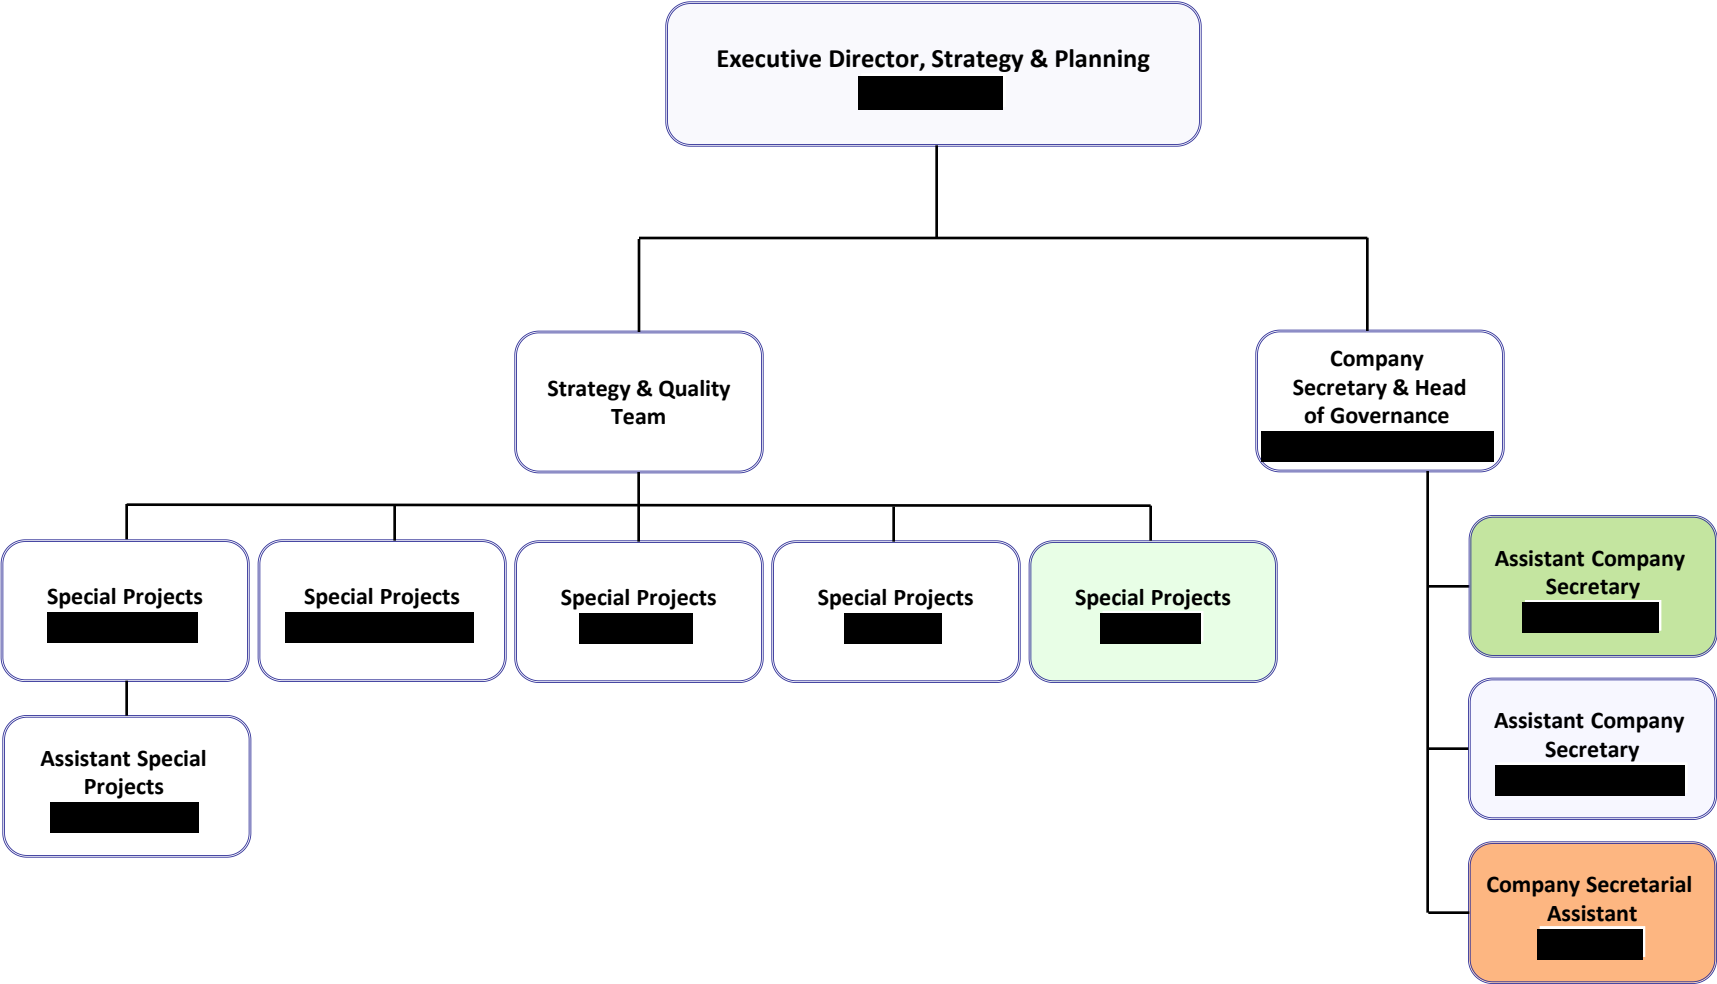 Executive Director, Strategy & Planning
Strategy & Quality
Team
Company
Secretary & Head
of Governance
Special Projects
Special Projects
Special Projects
Special Projects
Special Projects
Assistant Special
Projects
Assistant Company
Secretary
Assistant Company
Secretary
Company Secretarial
Assistant